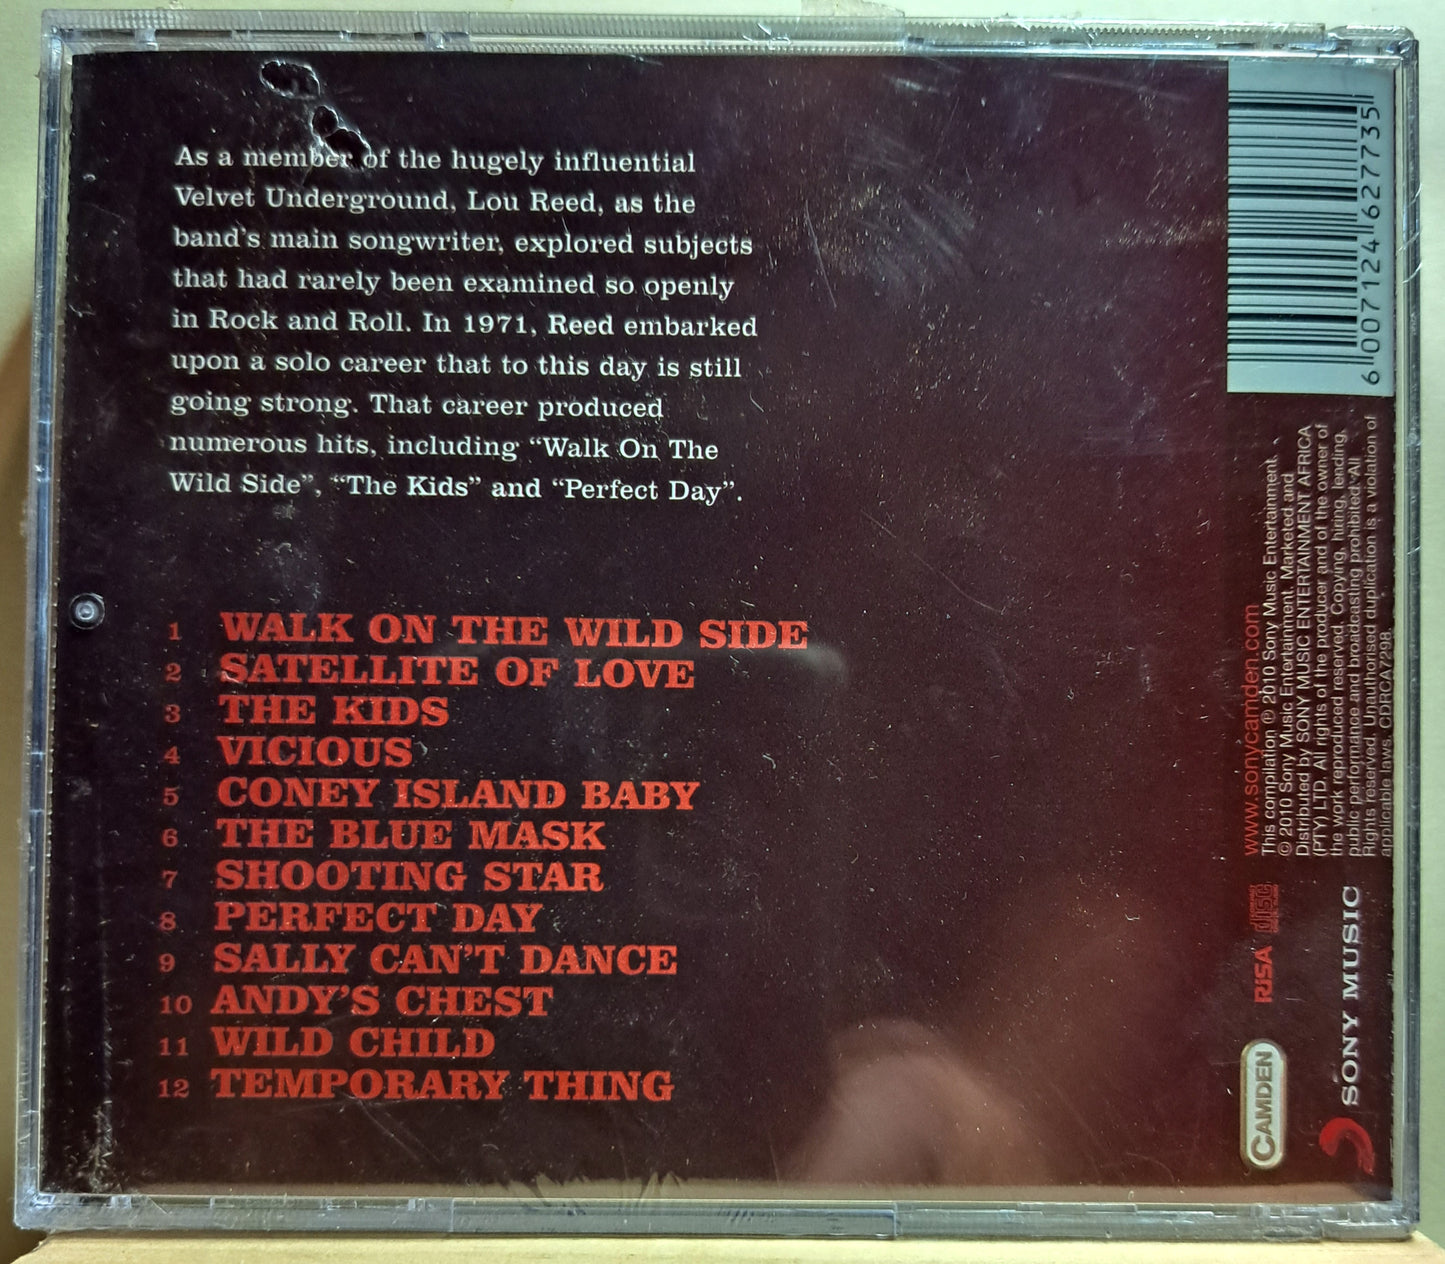 As a member of the hugely influential
Velvet Underground, Lou Reed, as the
band's main songwriter, explored subjects
that had rarely been examined so openly
in Rock and Roll. In 1971, Reed embarked
upon a solo career that to this day is still
going strong. That career produced
numerous hits, including “Walk On The
Wild Side”, “The Kids” and “Perfect Day”.
1 WALK ON THE WILD SIDE
2 SATELLITE OF LOVE
3 THE KIDS
4 VICIOUS
5 CONEY ISLAND BABY
6 THE BLUE MASK
7 SHOOTING STAR
8 PERFECT DAY
9 SALLY CAN'T DANCE
10 ANDY'S CHEST
11 WILD CHILD
12 TEMPORARY THING
6 007124 627735
www.sonycamden.com
This compilation ℗ 2010 Sony Music Entertainment.
© 2010 Sony Music Entertainment. Marketed and
Distributed by SONY MUSIC ENTERTAINMENT AFRICA
(PTY) LTD. All rights of the producer and of the owner of
the work reproduced reserved. Copying, hiring, lending,
public performance and broadcasting prohibited. All
Rights reserved. Unauthorised duplication is a violation of
applicable laws. CDRCA7298
COMPACT
disc
DIGITAL AUDIO
RISA
CAMDEN
SONY MUSIC